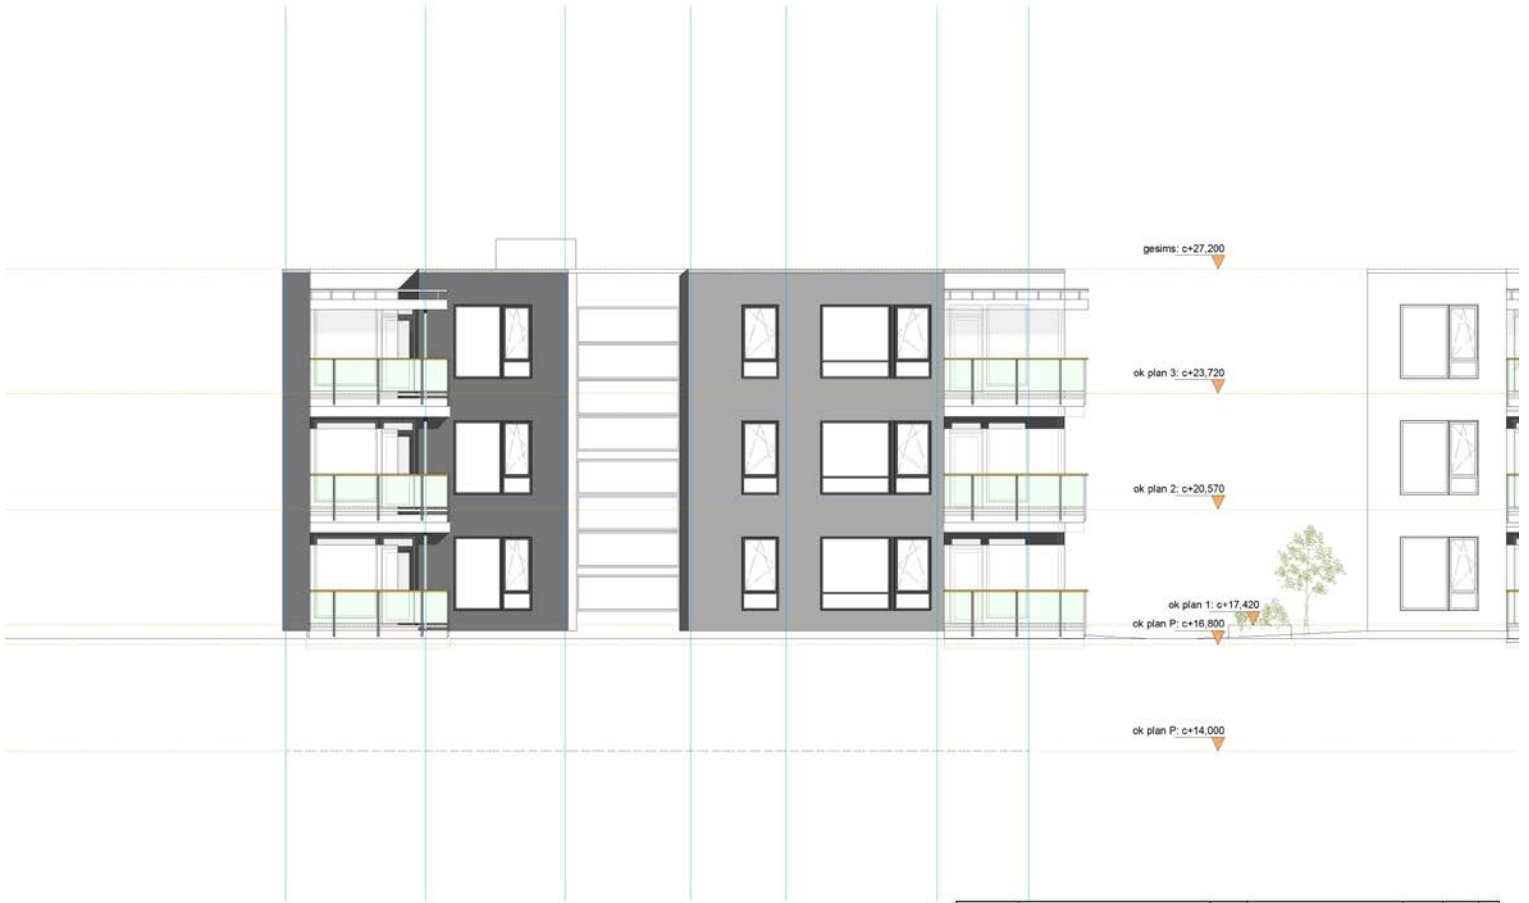 gesims: c+27,200
ok plan 3: c+23,720
ok plan 2: c+20,570
ok plan 1: c+17,420
ok plan P: c+16,800
ok plan P: c+14,000